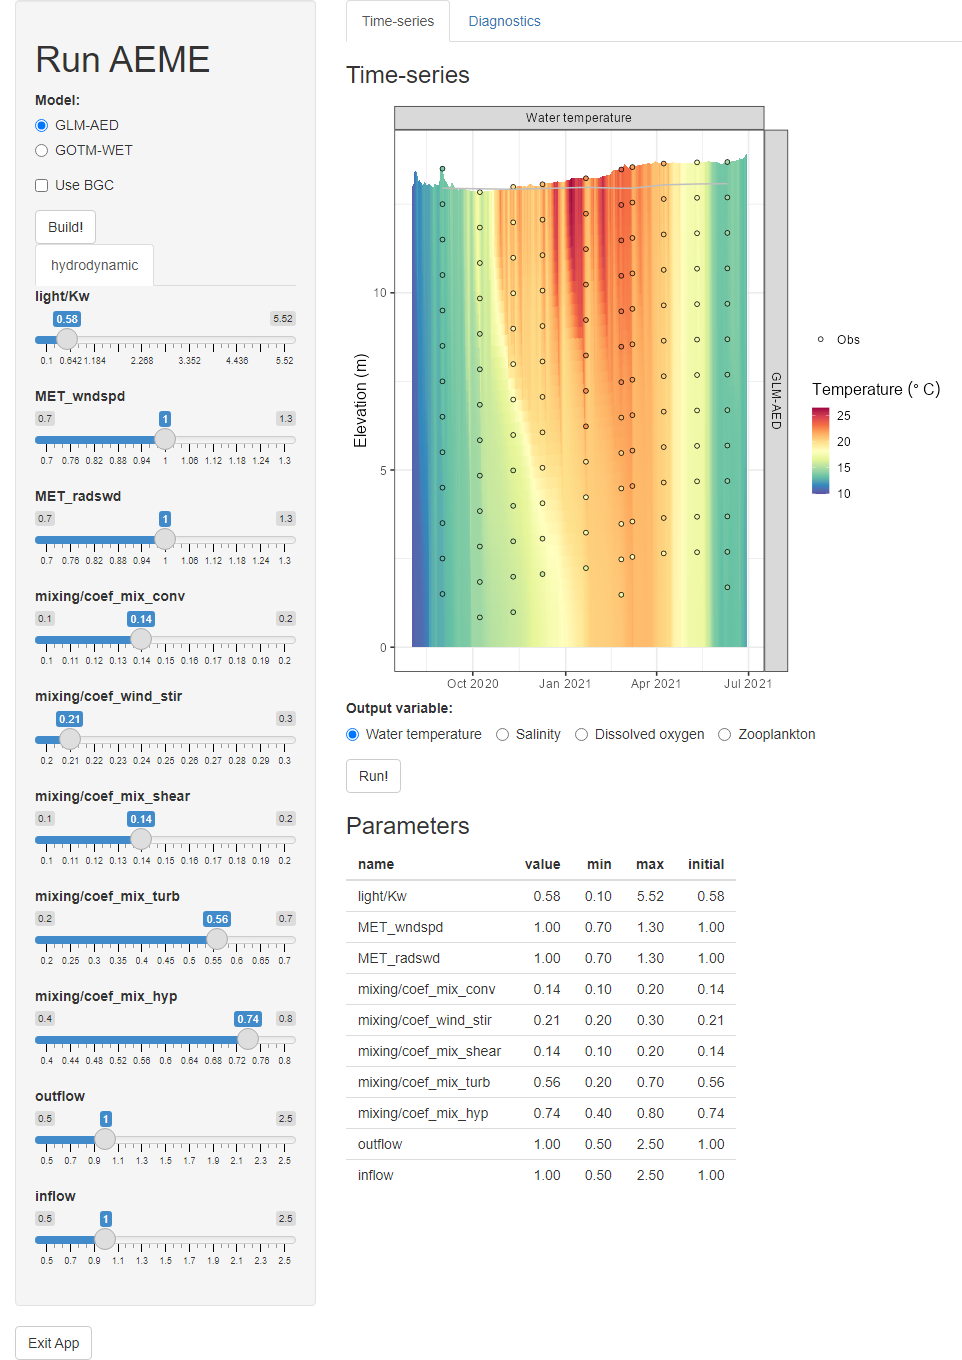 Run AEME
Model:
GLM-AED
GOTM-WET
Use BGC
Build!
hydrodynamic
light/Kw
0.58 5.52
0.1 0.642 1.184 2.268 3.352 4.436 5.52
MET_wndspd
0.7 1 1.3
0.7 0.76 0.82 0.88 0.94 1 1.06 1.12 1.18 1.24 1.3
MET_radswd
0.7 1 1.3
0.7 0.76 0.82 0.88 0.94 1 1.06 1.12 1.18 1.24 1.3
mixing/coef_mix_conv
0.1 0.14 0.2
0.1 0.11 0.12 0.13 0.14 0.15 0.16 0.17 0.18 0.19 0.2
mixing/coef_wind_stir
0.21 0.3
0.2 0.21 0.22 0.23 0.24 0.25 0.26 0.27 0.28 0.29 0.3
mixing/coef_mix_shear
0.1 0.14 0.2
0.1 0.11 0.12 0.13 0.14 0.15 0.16 0.17 0.18 0.19 0.2
mixing/coef_mix_turb
0.2 0.56 0.7
0.2 0.25 0.3 0.35 0.4 0.45 0.5 0.55 0.6 0.65 0.7
mixing/coef_mix_hyp
0.4 0.74 0.8
0.4 0.44 0.48 0.52 0.56 0.6 0.64 0.68 0.72 0.76 0.8
outflow
0.5 1 2.5
0.5 0.7 0.9 1.1 1.3 1.5 1.7 1.9 2.1 2.3 2.5
inflow
0.5 1 2.5
0.5 0.7 0.9 1.1 1.3 1.5 1.7 1.9 2.1 2.3 2.5
Exit App
Time-series Diagnostics
Time-series
Water temperature
Elevation (m)
10
5
0
Oct 2020 Jan 2021 Apr 2021 Jul 2021
GLM-AED
Obs
Temperature (° C)
25
20
15
10
Output variable:
Water temperature Salinity Dissolved oxygen Zooplankton
Run!
Parameters
name value min max initial
light/Kw 0.58 0.10 5.52 0.58
MET_wndspd 1.00 0.70 1.30 1.00
MET_radswd 1.00 0.70 1.30 1.00
mixing/coef_mix_conv 0.14 0.10 0.20 0.14
mixing/coef_wind_stir 0.21 0.20 0.30 0.21
mixing/coef_mix_shear 0.14 0.10 0.20 0.14
mixing/coef_mix_turb 0.56 0.20 0.70 0.56
mixing/coef_mix_hyp 0.74 0.40 0.80 0.74
outflow 1.00 0.50 2.50 1.00
inflow 1.00 0.50 2.50 1.00